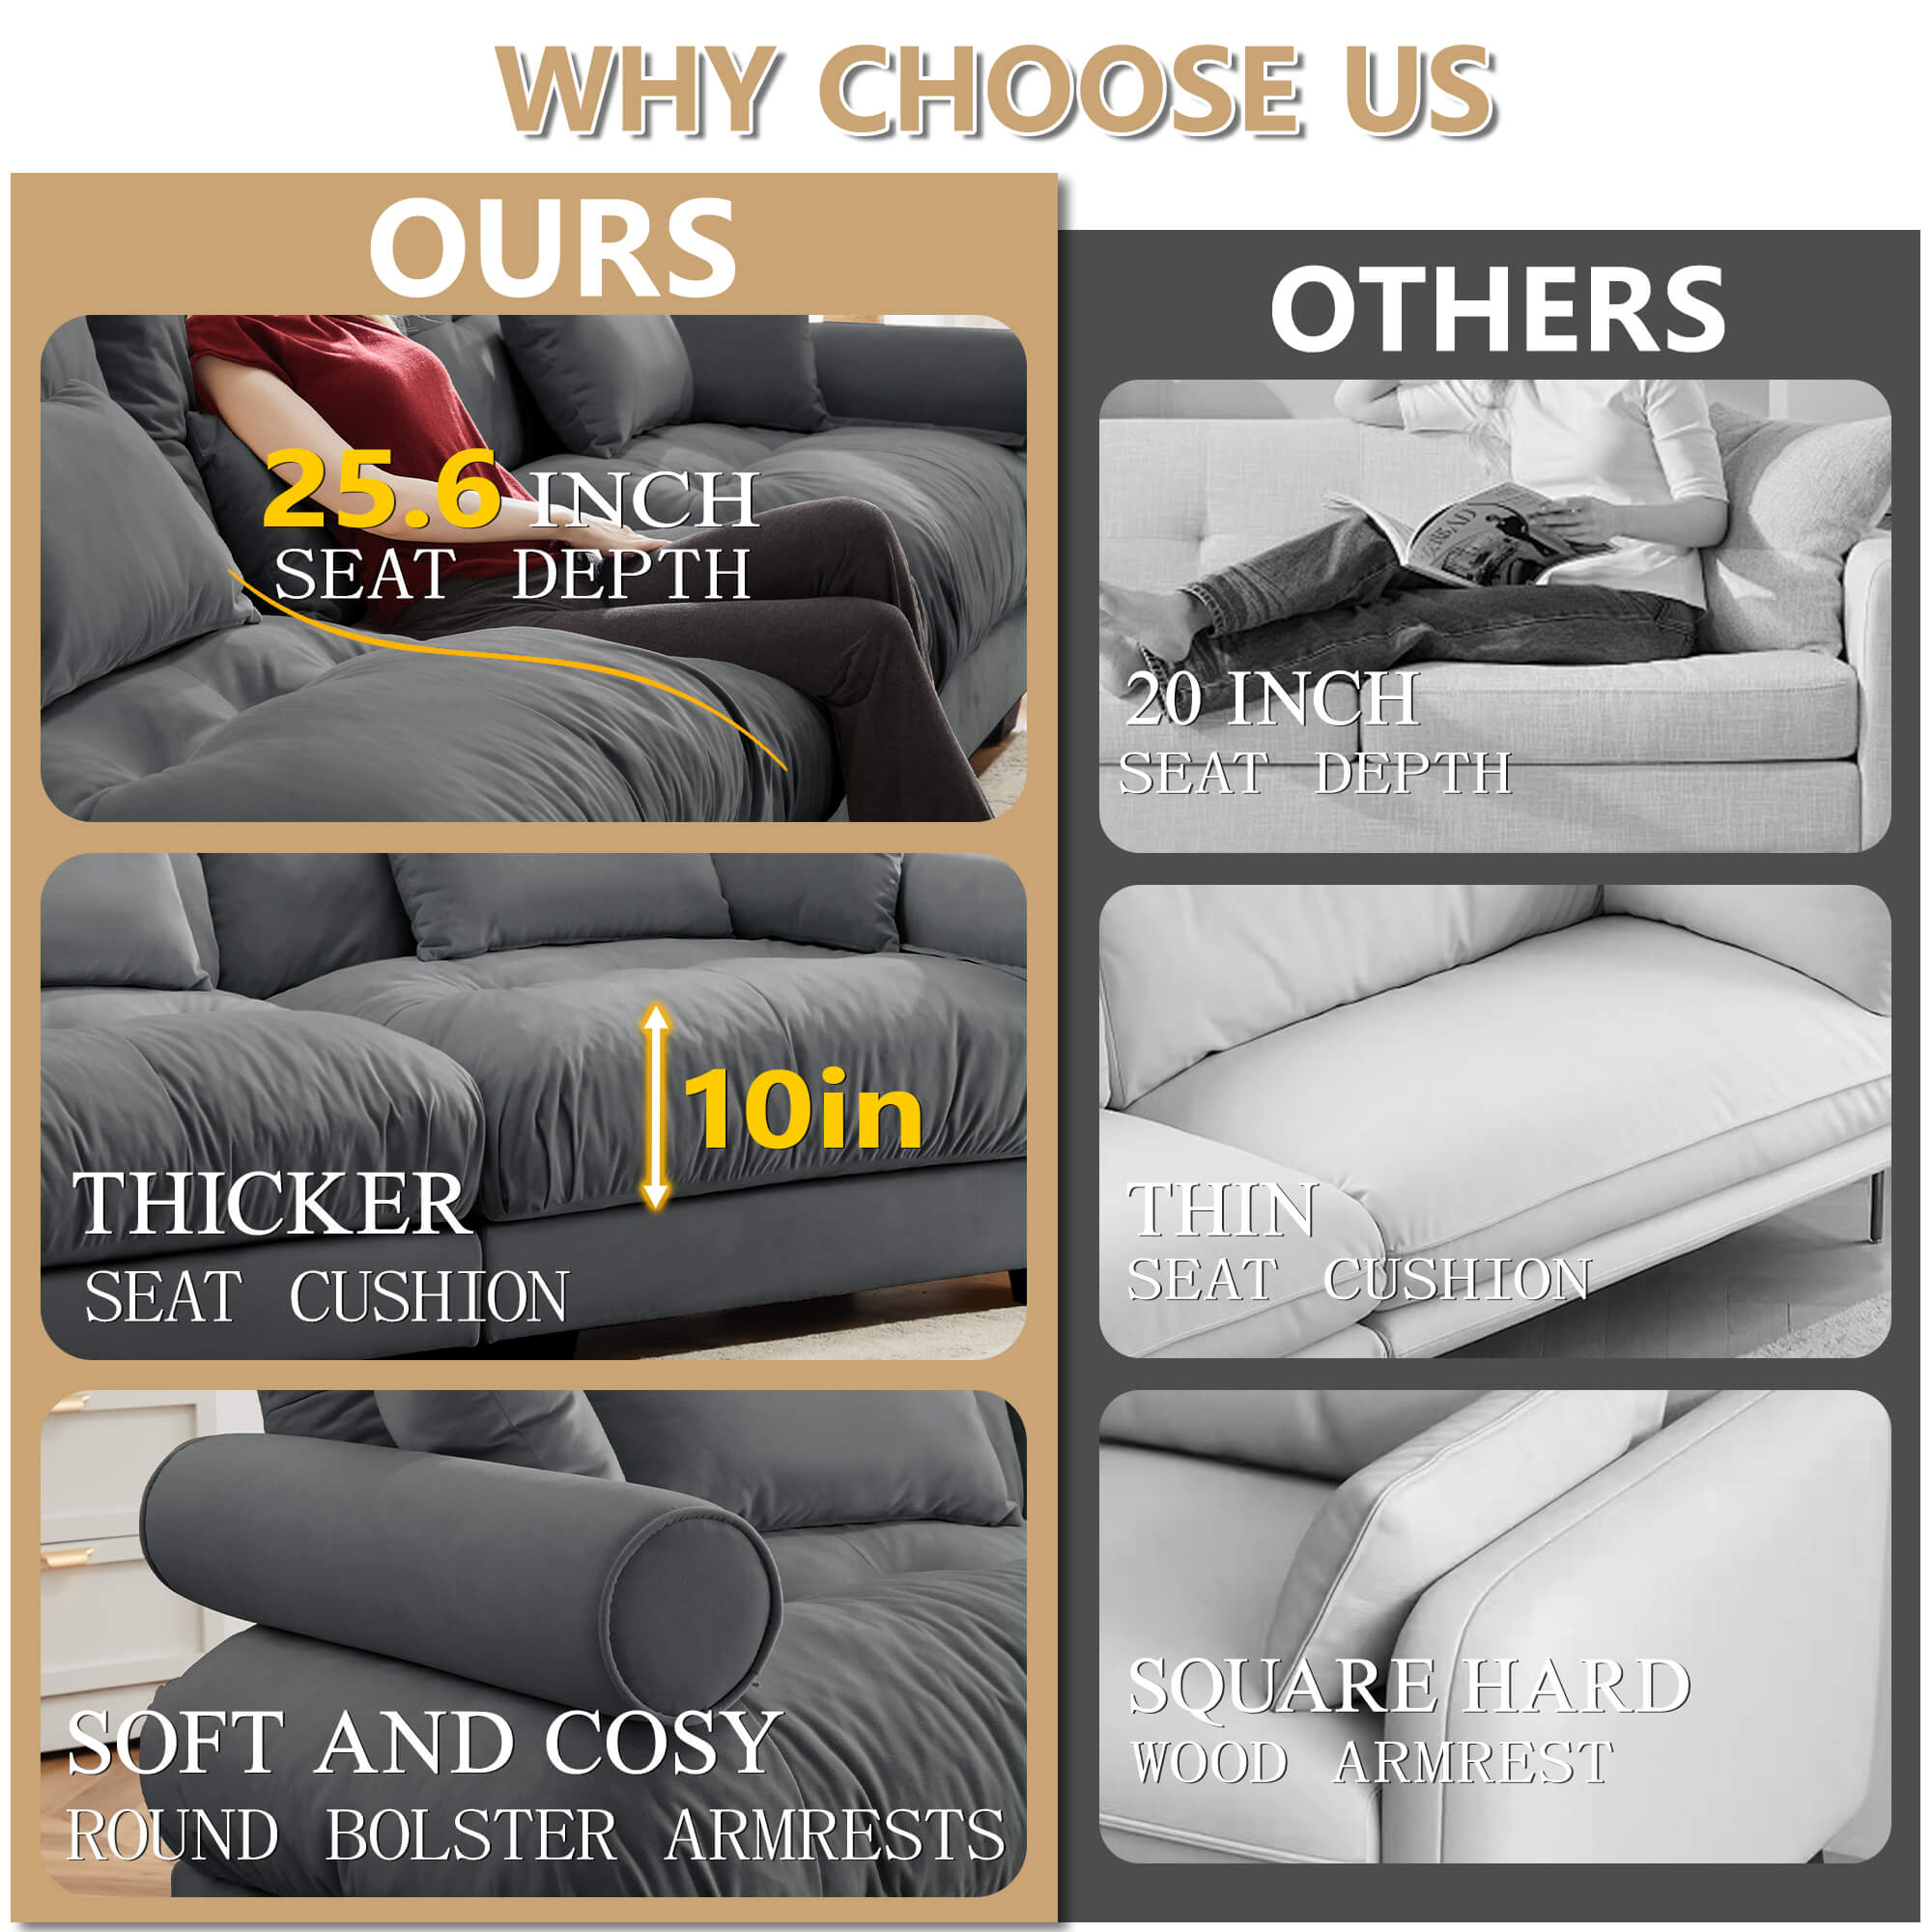 WHY CHOOSE US
OURS
25.6 INCH
SEAT DEPTH
10in
THICKER
SEAT CUSHION
SOFT AND COSY
ROUND BOLSTER ARMRESTS
OTHERS
20 INCH
SEAT DEPTH
THIN
SEAT CUSHION
SQUARE HARD
WOOD ARMREST